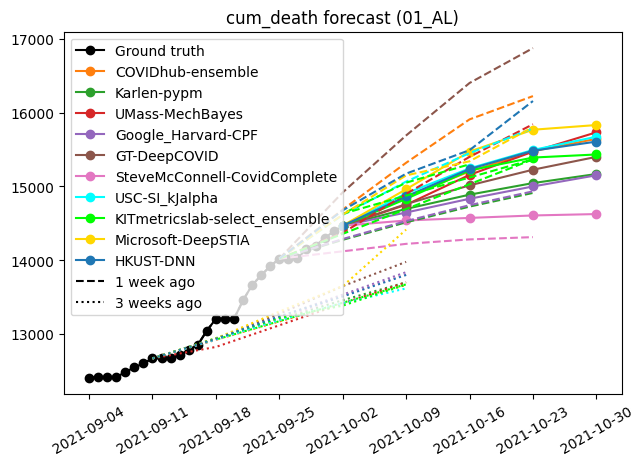 cum_death forecast (01_AL)
17000
16000
15000
14000
13000
Ground truth
COVIDhub-ensemble
Karlen-pypm
UMass-MechBayes
Google_Harvard-CPF
GT-DeepCOVID
SteveMcConnell-CovidComplete
USC-SI_kJalpha
KITmetricslab-select_ensemble
Microsoft-DeepSTIA
HKUST-DNN
1 week ago
3 weeks ago
2021-09-04
2021-09-11
2021-09-18
2021-09-25
2021-10-02
2021-10-09
2021-10-16
2021-10-23
2021-10-30